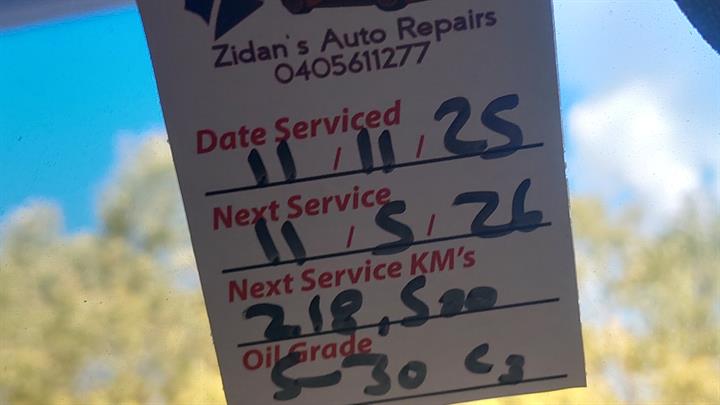 Zidan's Auto Repairs
0405611277
Date Serviced
11 / 11 / 25
Next Service
11 / 5 / 26
Next Service KM's
218,500
Oil Grade
5-30 C3